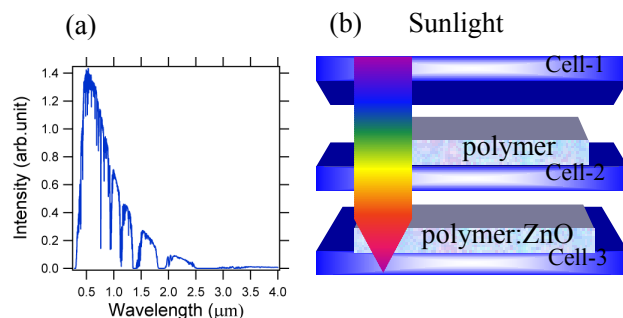 (a)
Intensity (arb.unit)
1.4
1.2
1.0
0.8
0.6
0.4
0.2
0.0
0.5 1.0 1.5 2.0 2.5 3.0 3.5 4.0
Wavelength (μm)
(b) Sunlight
Cell-1
polymer
Cell-2
polymer:ZnO
Cell-3